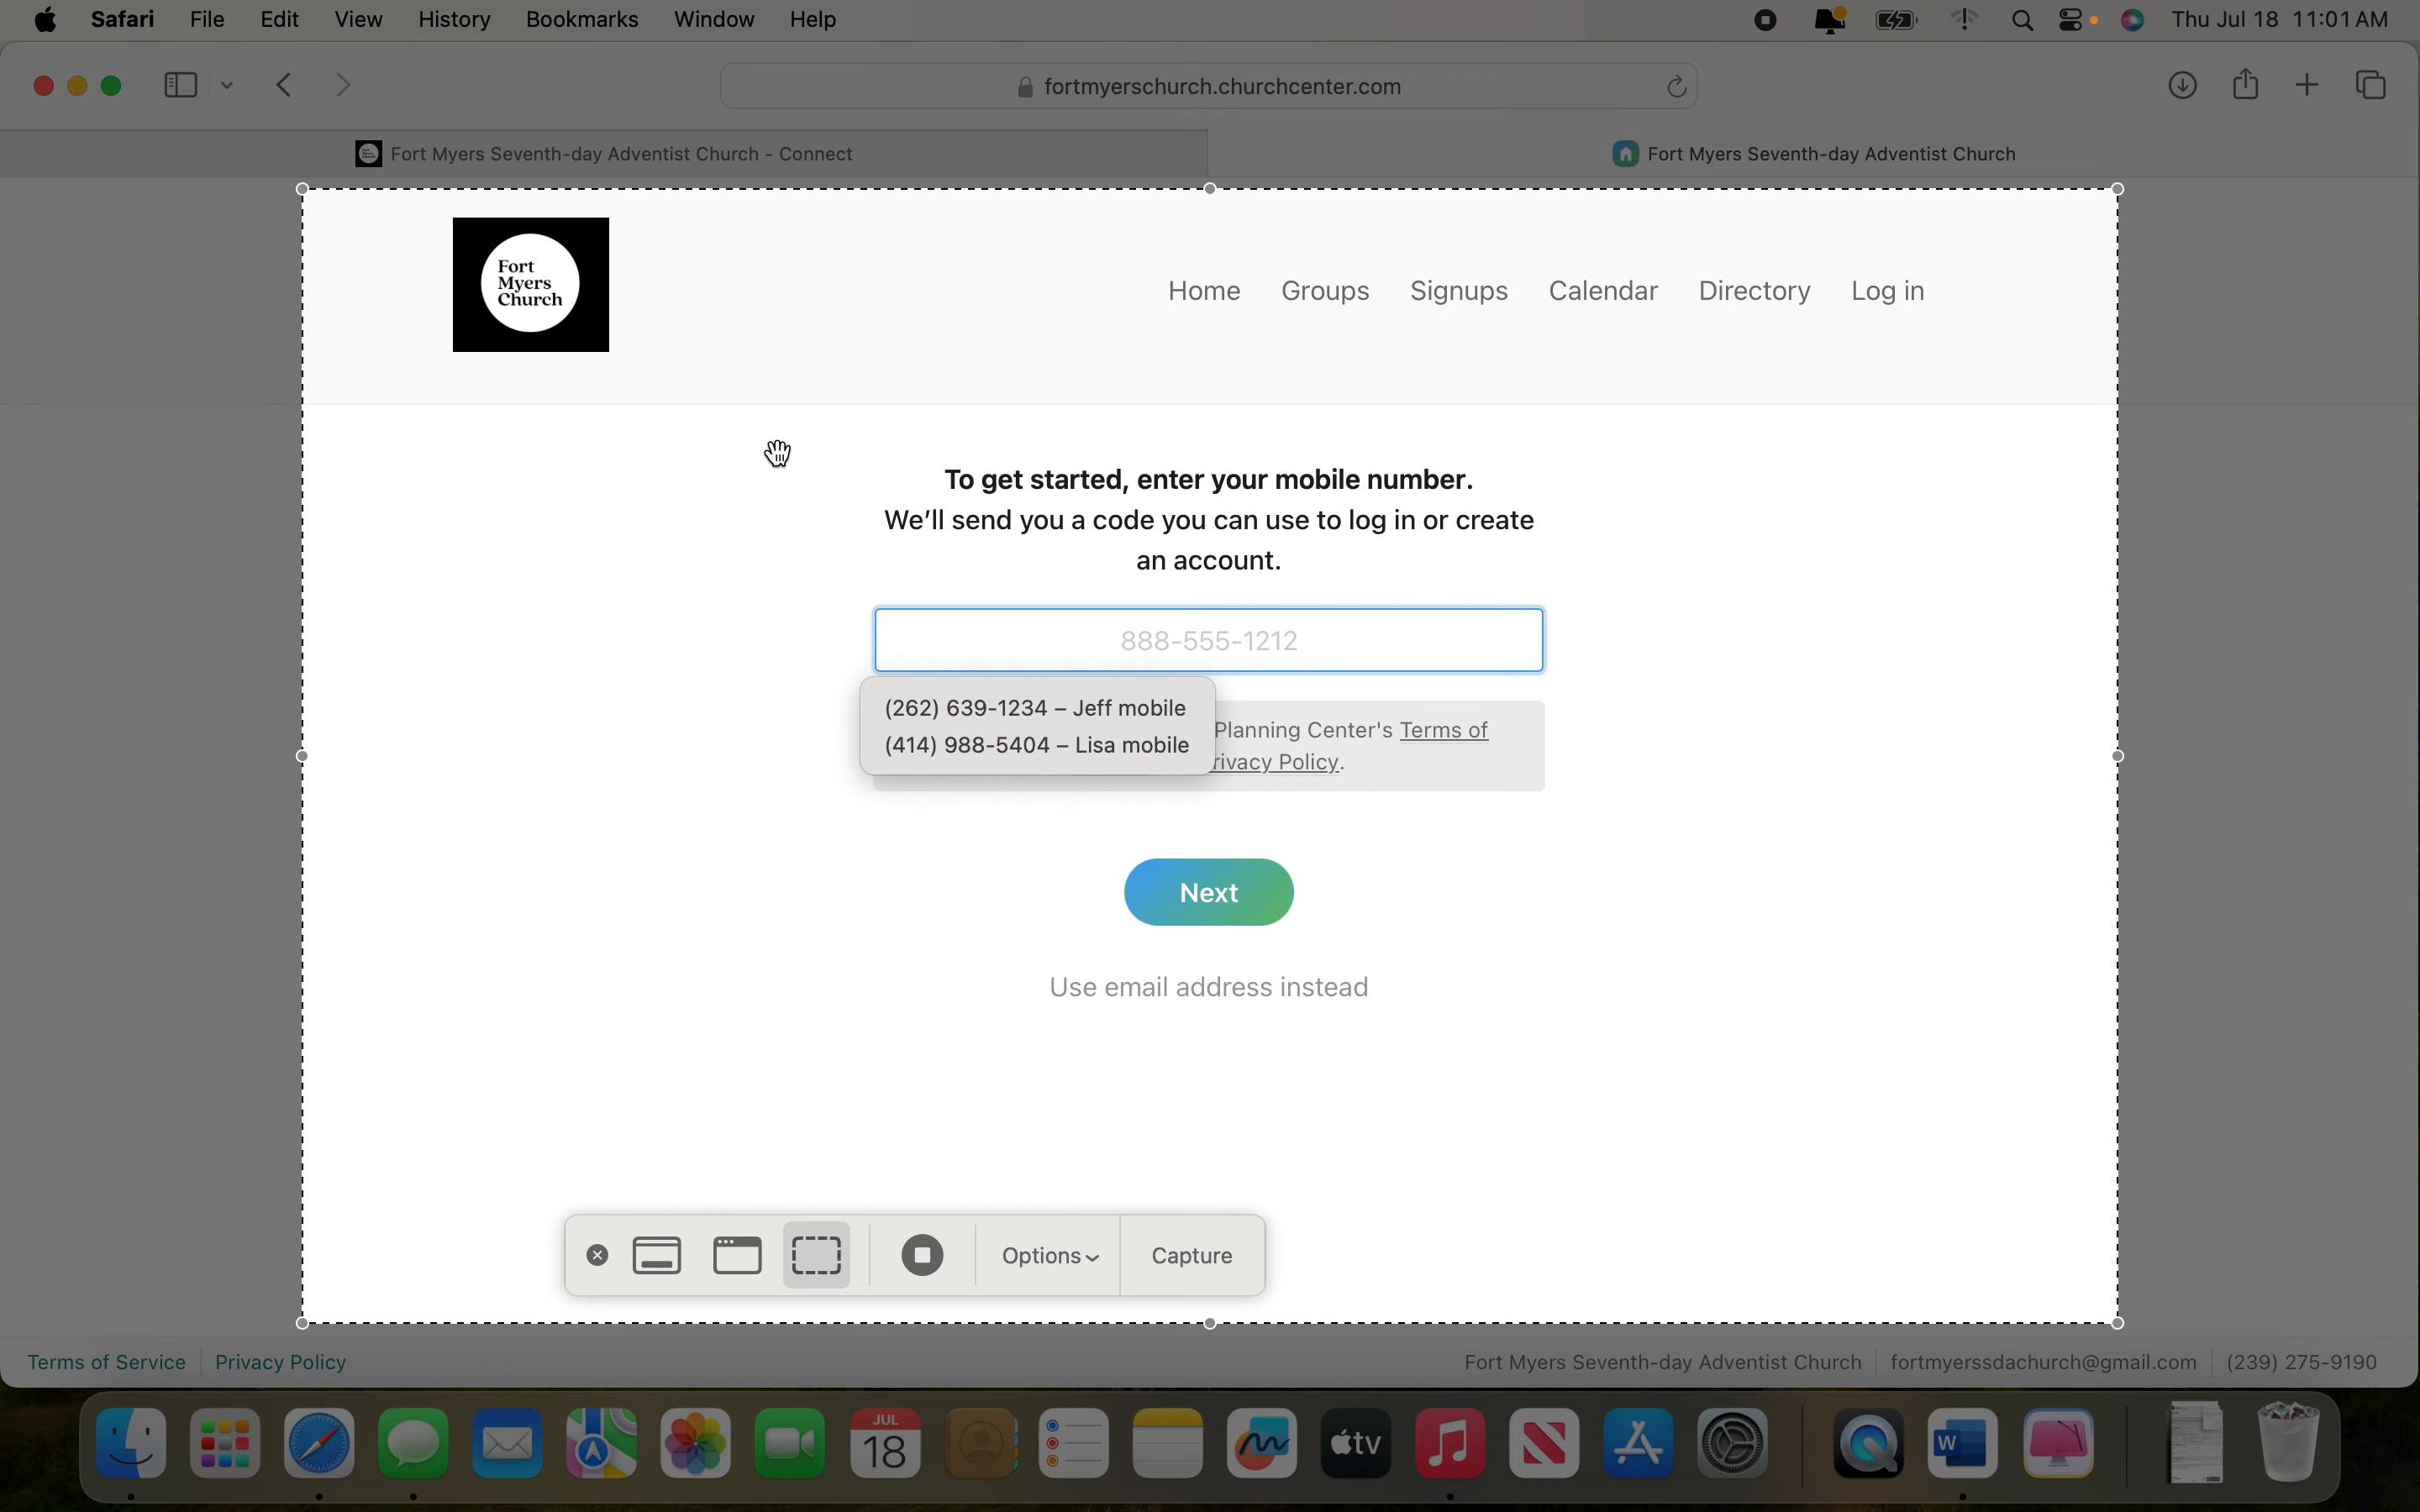 Safari File Edit View History Bookmarks Window Help Thu Jul 18 11:01 AM
fortmyerschurch.churchcenter.com
Fort Myers Seventh-day Adventist Church - Connect
Fort Myers Seventh-day Adventist Church
Fort
Myers
Church
Home Groups Signups Calendar Directory Log in
To get started, enter your mobile number.
We'll send you a code you can use to log in or create
an account.
888-555-1212
(262) 639-1234 – Jeff mobile
(414) 988-5404 – Lisa mobile
Planning Center's Terms of
rivacy Policy.
Next
Use email address instead
Options Capture
Terms of Service Privacy Policy
Fort Myers Seventh-day Adventist Church fortmyerssdachurch@gmail.com (239) 275-9190
JUL
18
tv
W